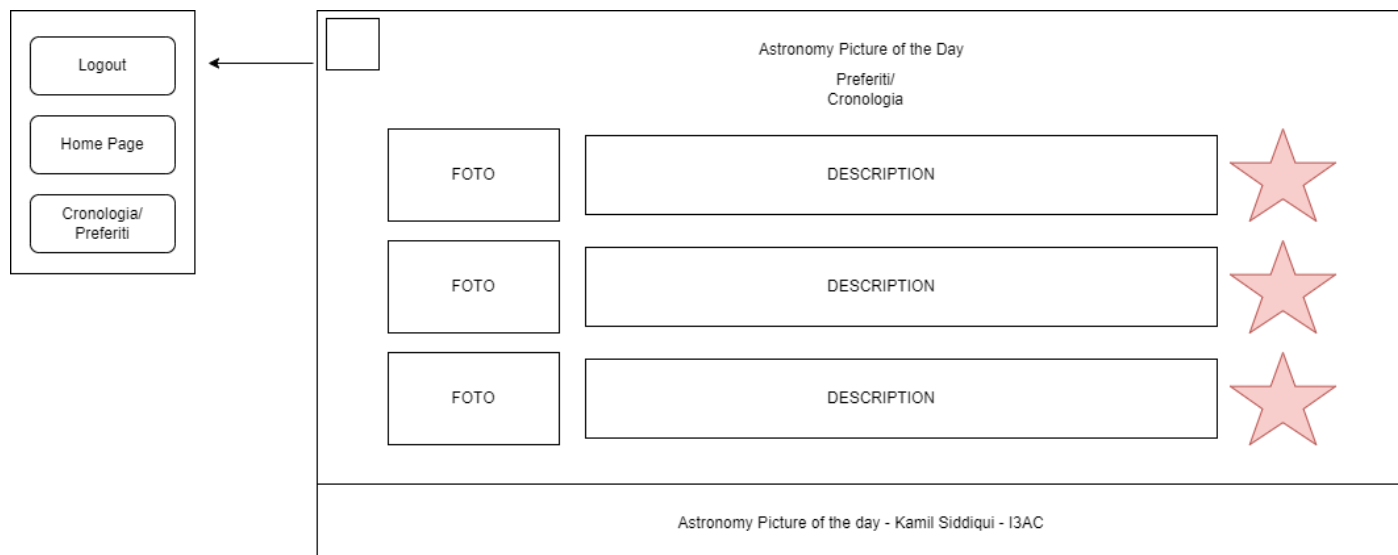 Logout
Home Page
Cronologia/
Preferiti
Astronomy Picture of the Day
Preferiti/
Cronologia
FOTO
DESCRIPTION
FOTO
DESCRIPTION
FOTO
DESCRIPTION
Astronomy Picture of the day - Kamil Siddiqui - I3AC